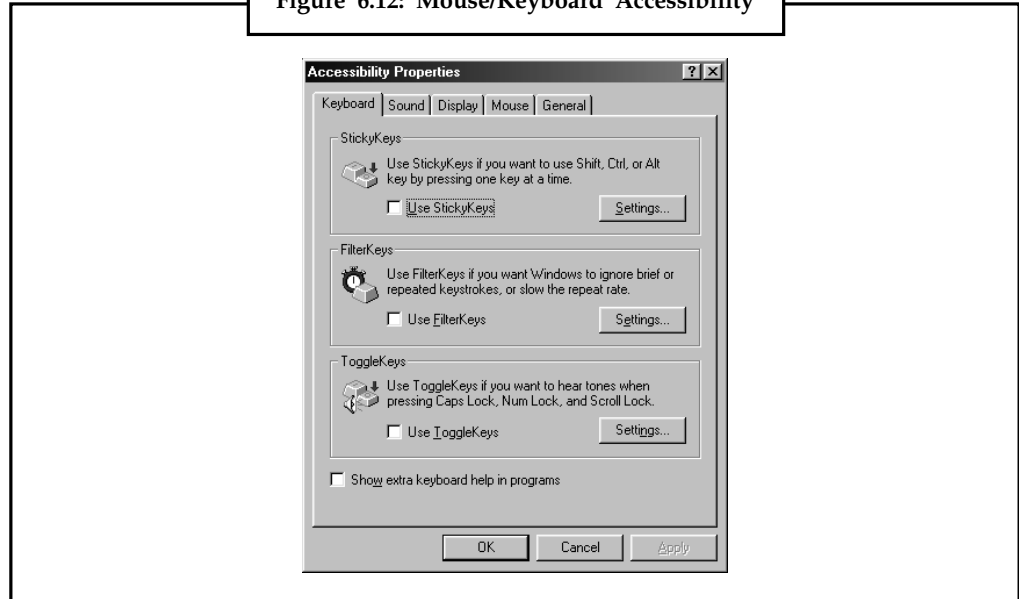 Figure 6.12: Mouse/Keyboard Accessibility
Accessibility Properties
Keyboard Sound Display Mouse General
StickyKeys
Use StickyKeys if you want to use Shift, Ctrl, or Alt
key by pressing one key at a time.
Use StickyKeys Settings...
FilterKeys
Use FilterKeys if you want Windows to ignore brief or
repeated keystrokes, or slow the repeat rate.
Use FilterKeys Settings...
ToggleKeys
Use ToggleKeys if you want to hear tones when
pressing Caps Lock, Num Lock, and Scroll Lock.
Use ToggleKeys Settings...
Show extra keyboard help in programs
OK Cancel Apply